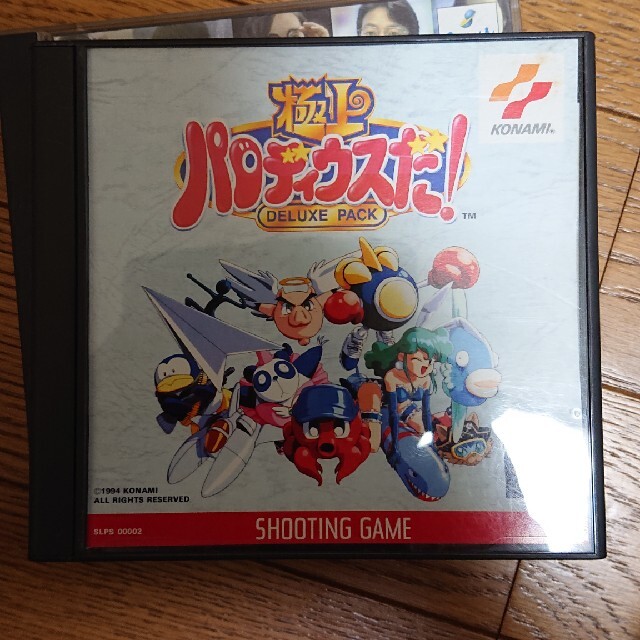 極上
パロディウスだ!
DELUXE PACK
TM
KONAMI
©1994 KONAMI
ALL RIGHTS RESERVED
SLPS 00002
SHOOTING GAME